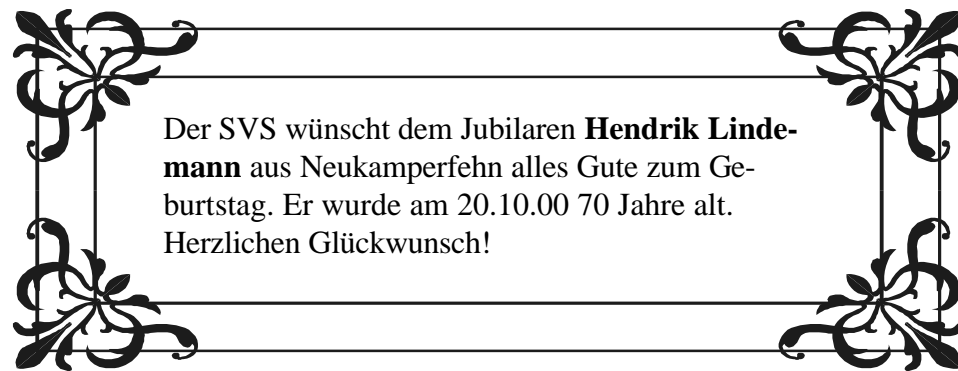 Der SVS wünscht dem Jubilaren Hendrik Linde-
mann aus Neukamperfehn alles Gute zum Ge-
burtstag. Er wurde am 20.10.00 70 Jahre alt.
Herzlichen Glückwunsch!